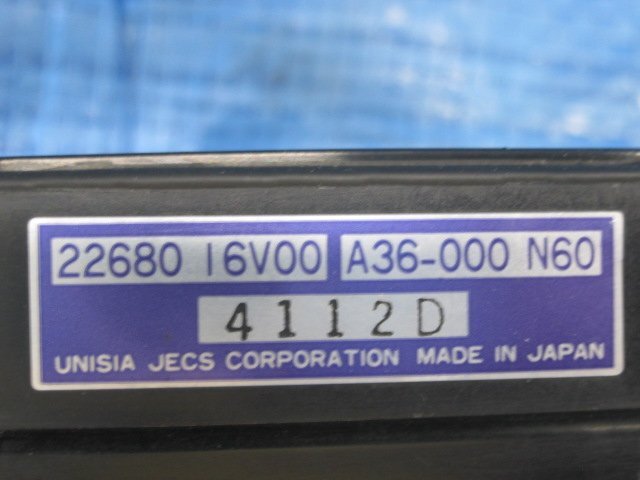 22680 16V00 A36-000 N60
4112D
UNISIA JECS CORPORATION MADE IN JAPAN